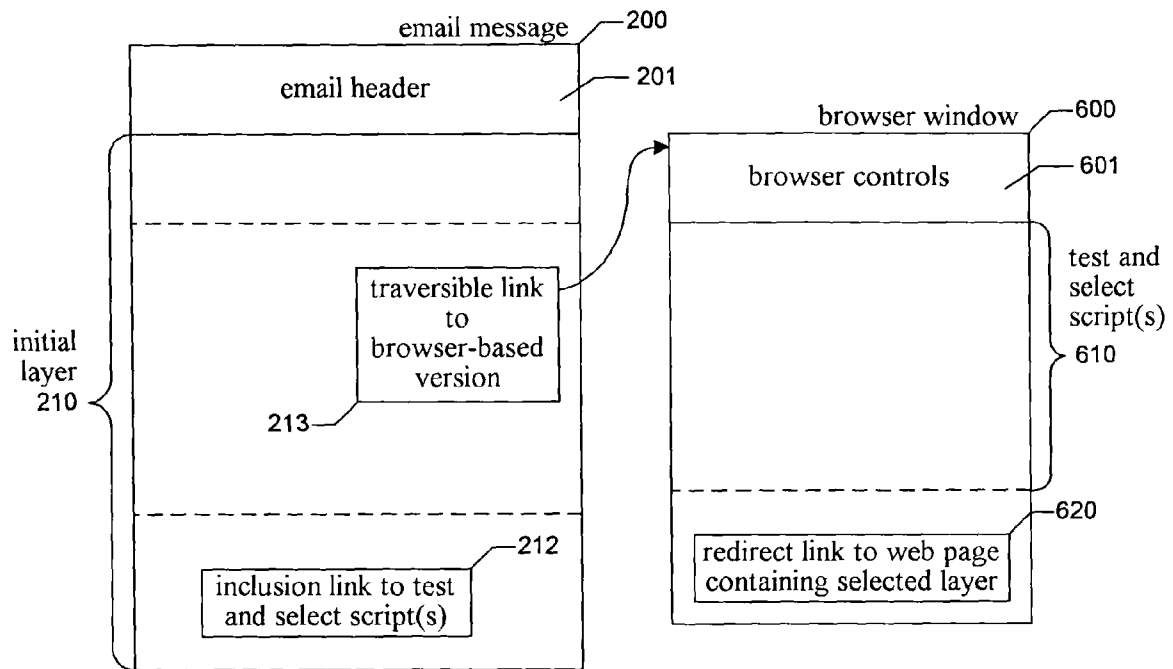 email message
200
email header
201
initial
layer
210
traversible link
to
browser-based
version
213
inclusion link to test
and select script(s)
212
browser window
600
browser controls
601
test and
select
script(s)
610
redirect link to web page
containing selected layer
620